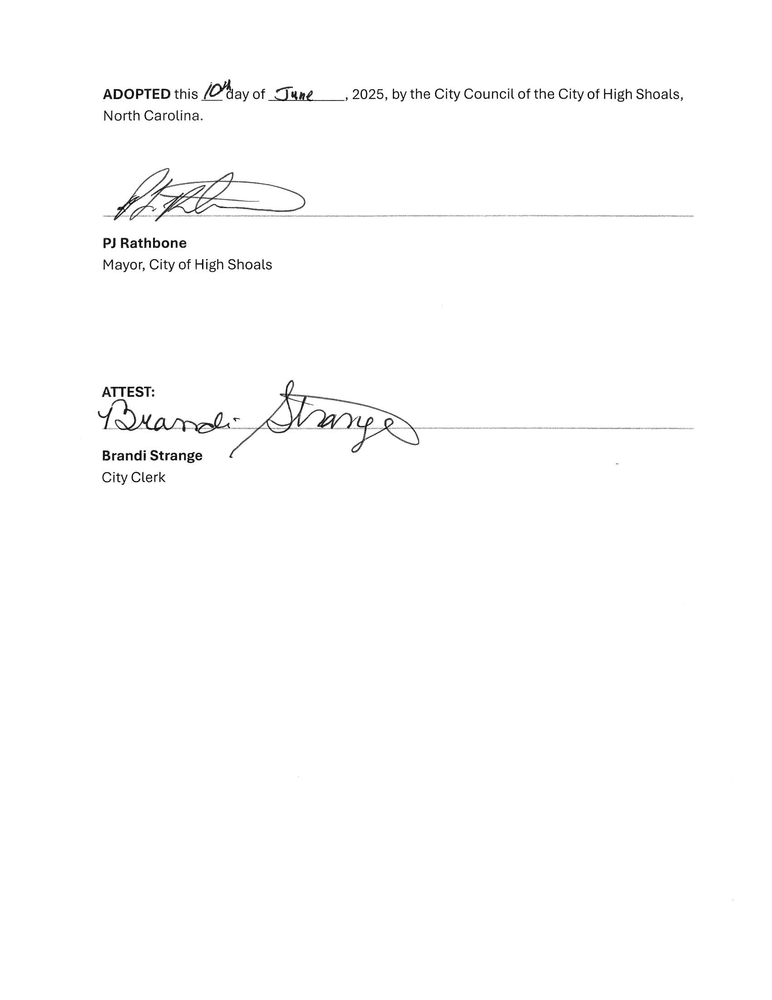 ADOPTED this 10th day of June, 2025, by the City Council of the City of High Shoals,
North Carolina.
PJ Rathbone
Mayor, City of High Shoals
ATTEST:
Brandi Strange
Brandi Strange
City Clerk